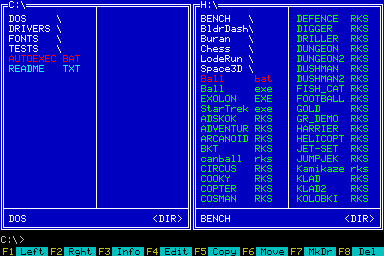 C:\
DOS \
DRIVERS \
FONTS \
TESTS \
AUTOEXEC BAT
README TXT
DOS <DIR>
H:\
BENCH \
BldrDash\
Buran \
Chess \
LodeRun \
Space3D \
Ball bat
Ball exe
EXOLON EXE
StarTrek exe
ADSKOK RKS
ADVENTUR RKS
ARCANOID RKS
BKT RKS
canball rks
CIRCUS RKS
COOKY RKS
COPTER RKS
COSMAN RKS
DEFENCE RKS
DIGGER RKS
DRILLER RKS
DUNGEON RKS
DUNGEON2 RKS
DUSHMAN RKS
DUSHMAN2 RKS
FISH_CAT RKS
FOOTBALL RKS
GOLD RKS
GR_DEMO RKS
HARRIER RKS
HELICOPT RKS
JET-SET RKS
JUMPJEK RKS
Kamikaze rks
KLAD RKS
KLAD2 RKS
KOLOBKI RKS
BENCH <DIR>
C:\>
F1 Left F2 Rght F3 Info F4 Edit F5 Copy F6 Move F7 MkDr F8 Del